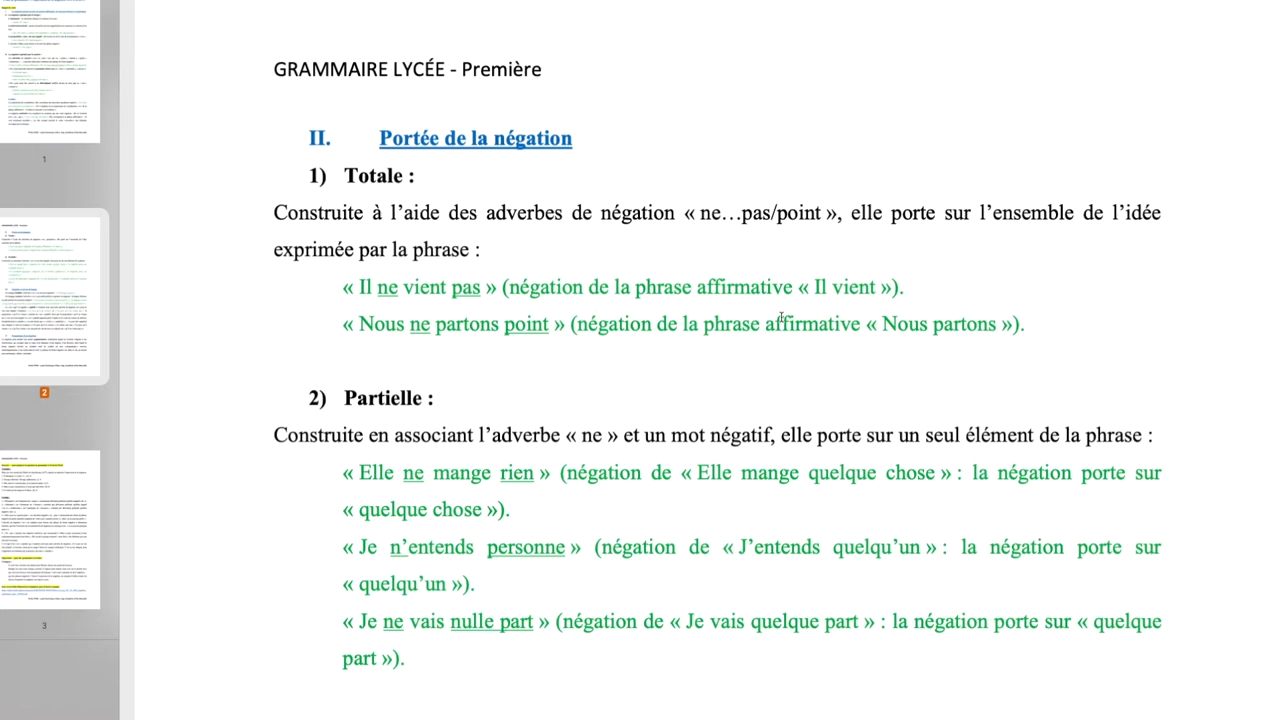 GRAMMAIRE LYCÉE - Première
II. Portée de la négation
1) Totale :
Construite à l’aide des adverbes de négation « ne…pas/point », elle porte sur l’ensemble de l’idée
exprimée par la phrase :
« Il ne vient pas » (négation de la phrase affirmative « Il vient »).
« Nous ne partons point » (négation de la phrase affirmative « Nous partons »).
2) Partielle :
Construite en associant l’adverbe « ne » et un mot négatif, elle porte sur un seul élément de la phrase :
« Elle ne mange rien » (négation de « Elle mange quelque chose » : la négation porte sur
« quelque chose »).
« Je n’entends personne » (négation de « J’entends quelqu’un » : la négation porte sur
« quelqu’un »).
« Je ne vais nulle part » (négation de « Je vais quelque part » : la négation porte sur « quelque
part »).
1
2
3